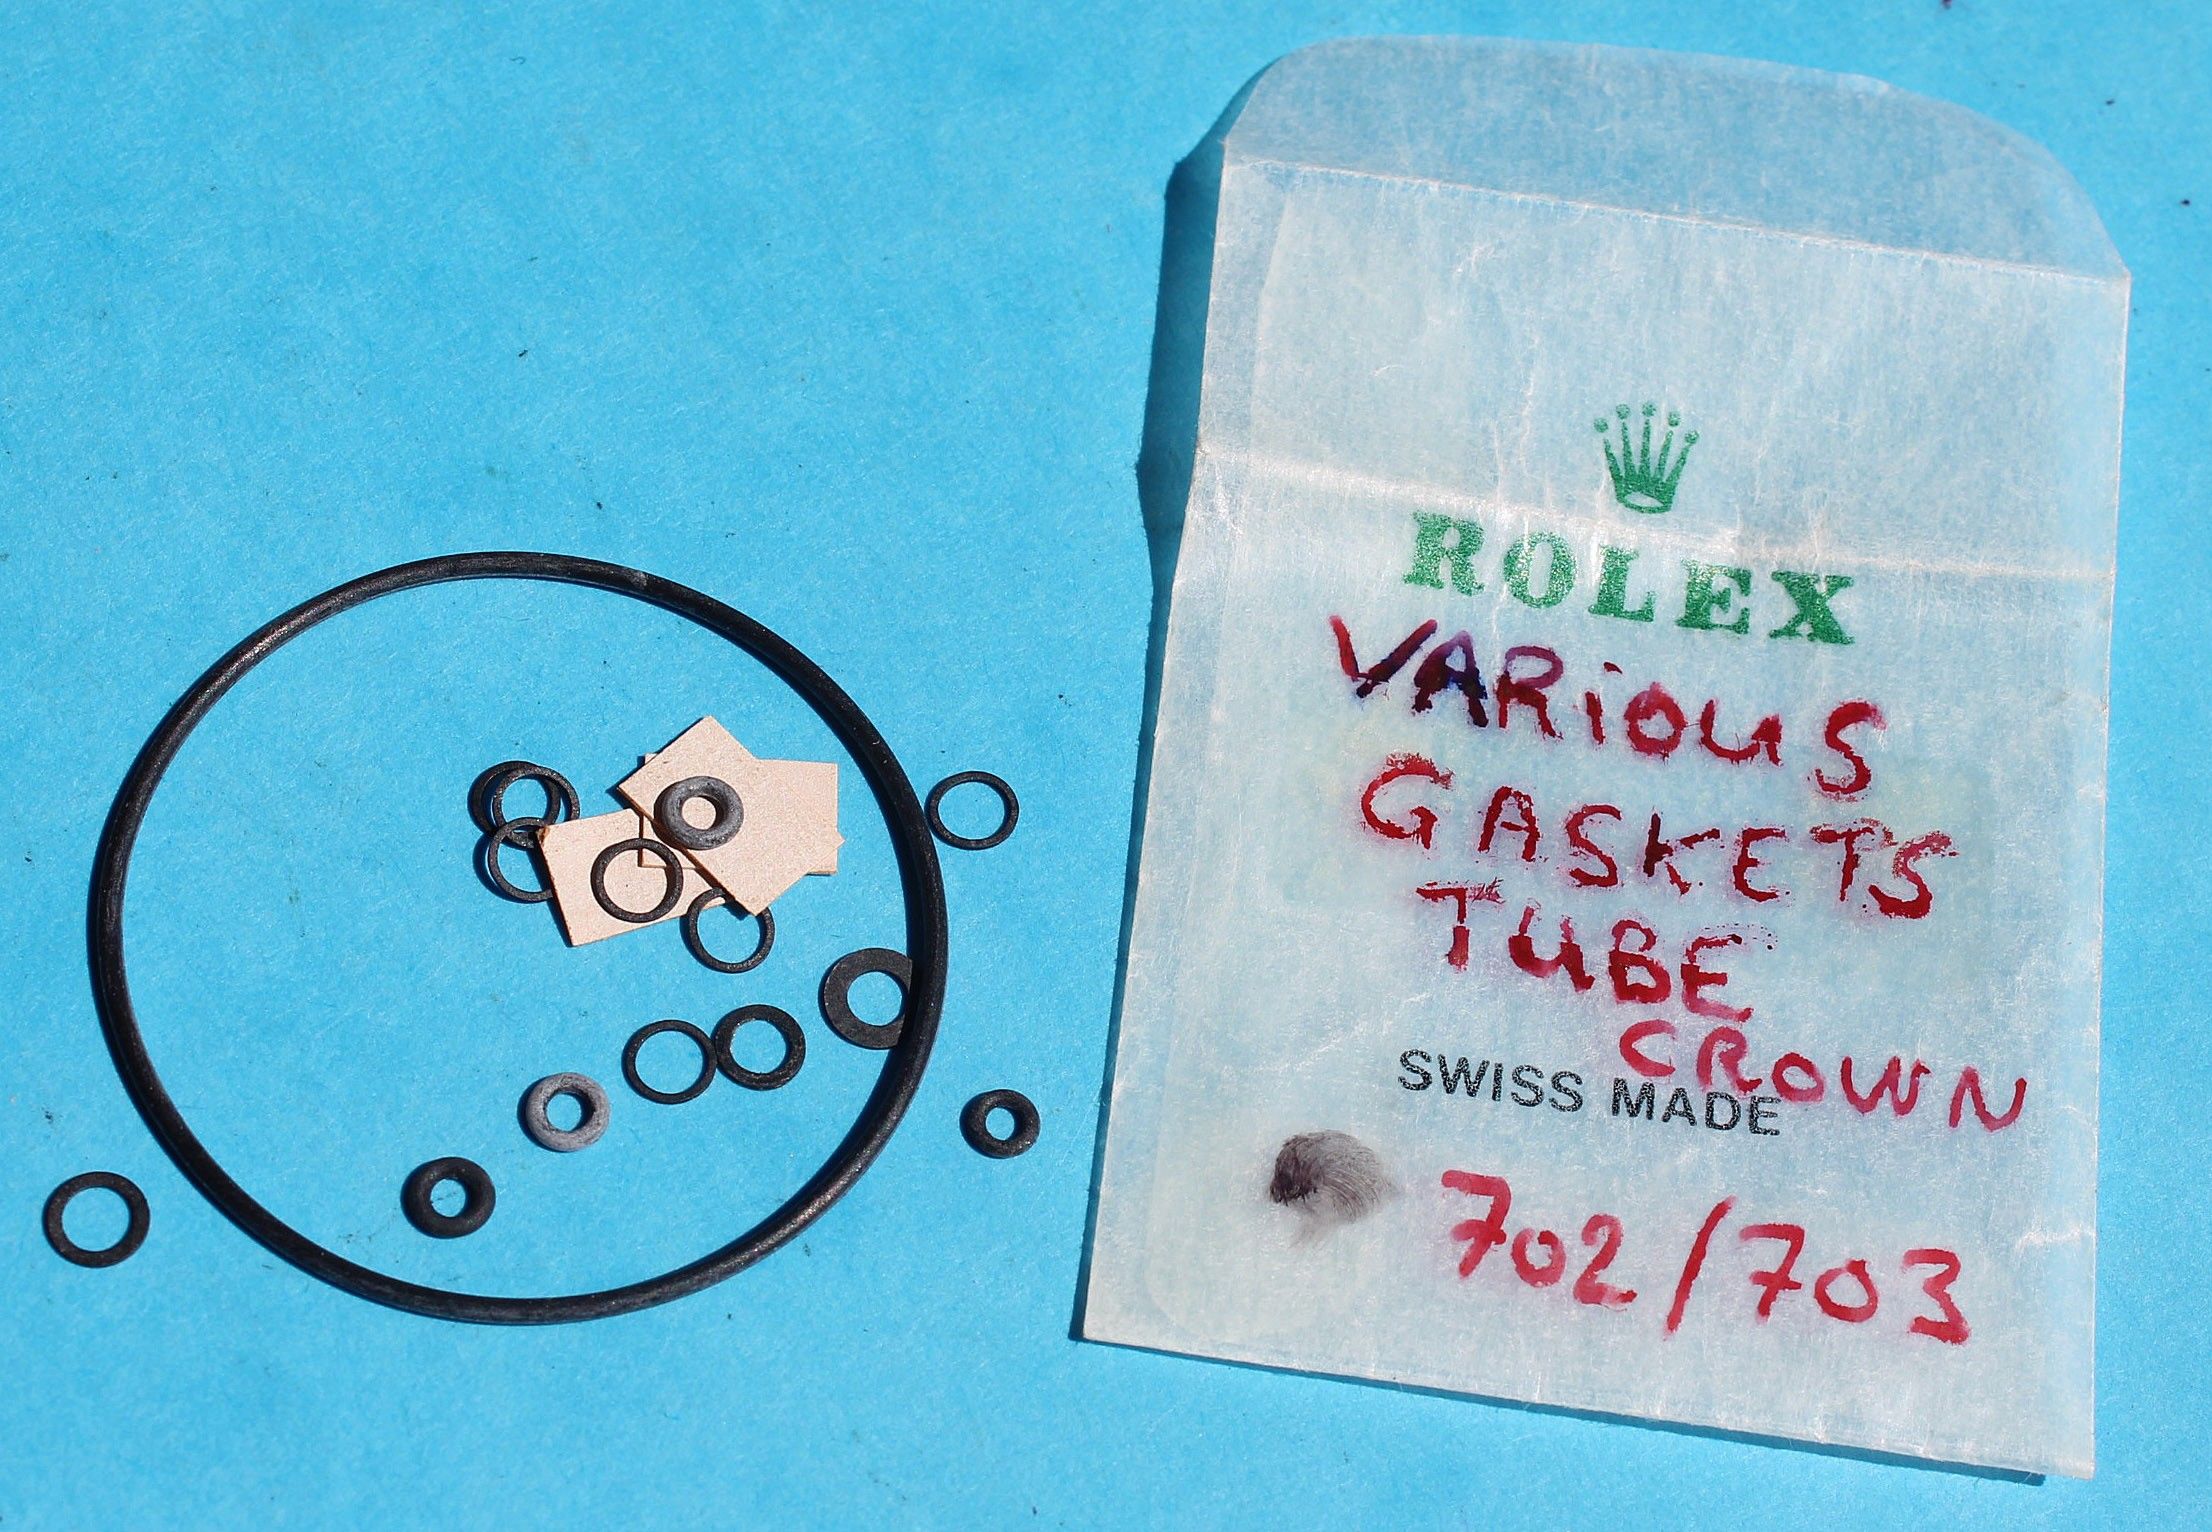 ROLEX
VARiOUS
GASKETS
TUBE
CROWN
SWISS MADE
702/703